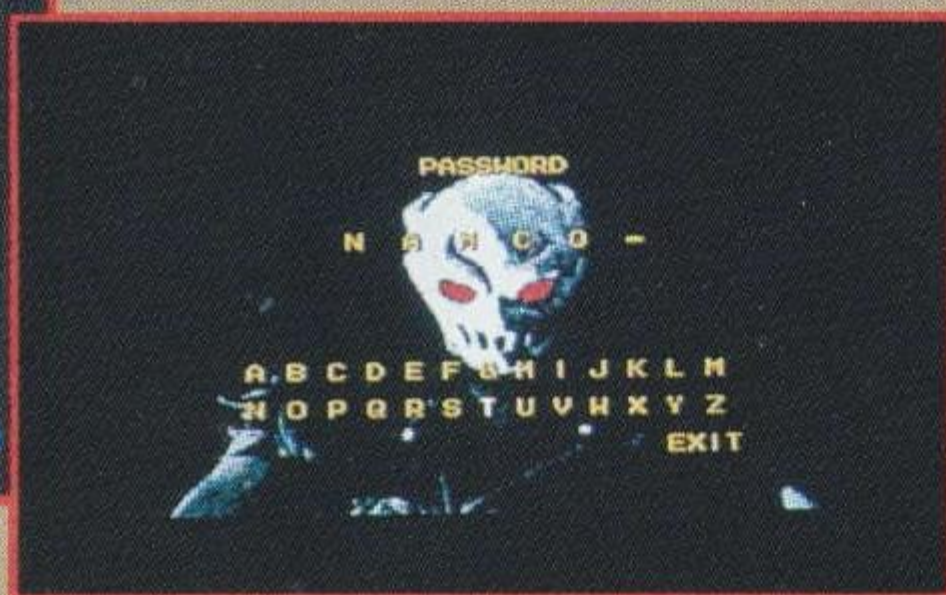 PASSWORD
N A M C O -
A B C D E F G H I J K L M
N O P Q R S T U V W X Y Z
EXIT